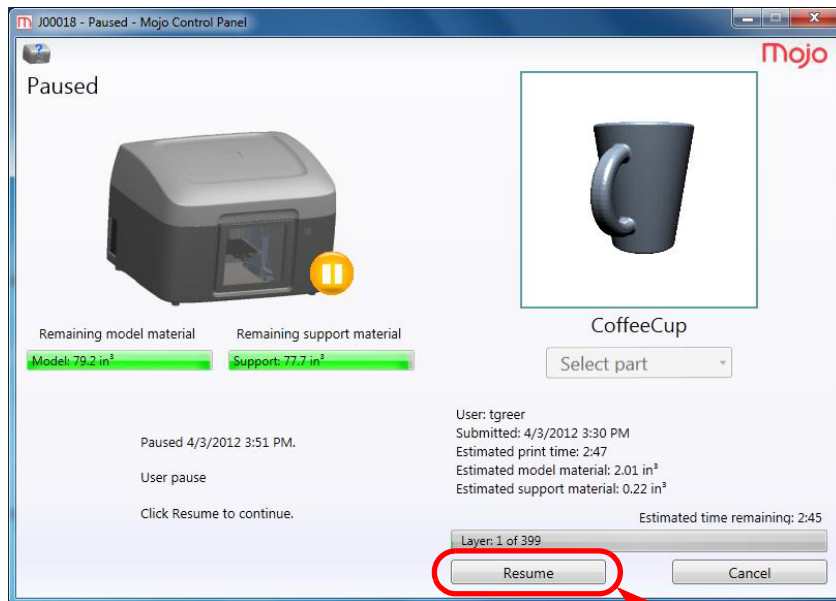 J00018 - Paused - Mojo Control Panel
mojo
Paused
CoffeeCup
Select part
Remaining model material
Remaining support material
Model: 79.2 in³
Support: 77.7 in³
Paused 4/3/2012 3:51 PM.
User pause
Click Resume to continue.
User: tgreer
Submitted: 4/3/2012 3:30 PM
Estimated print time: 2:47
Estimated model material: 2.01 in³
Estimated support material: 0.22 in³
Estimated time remaining: 2:45
Layer: 1 of 399
Resume
Cancel